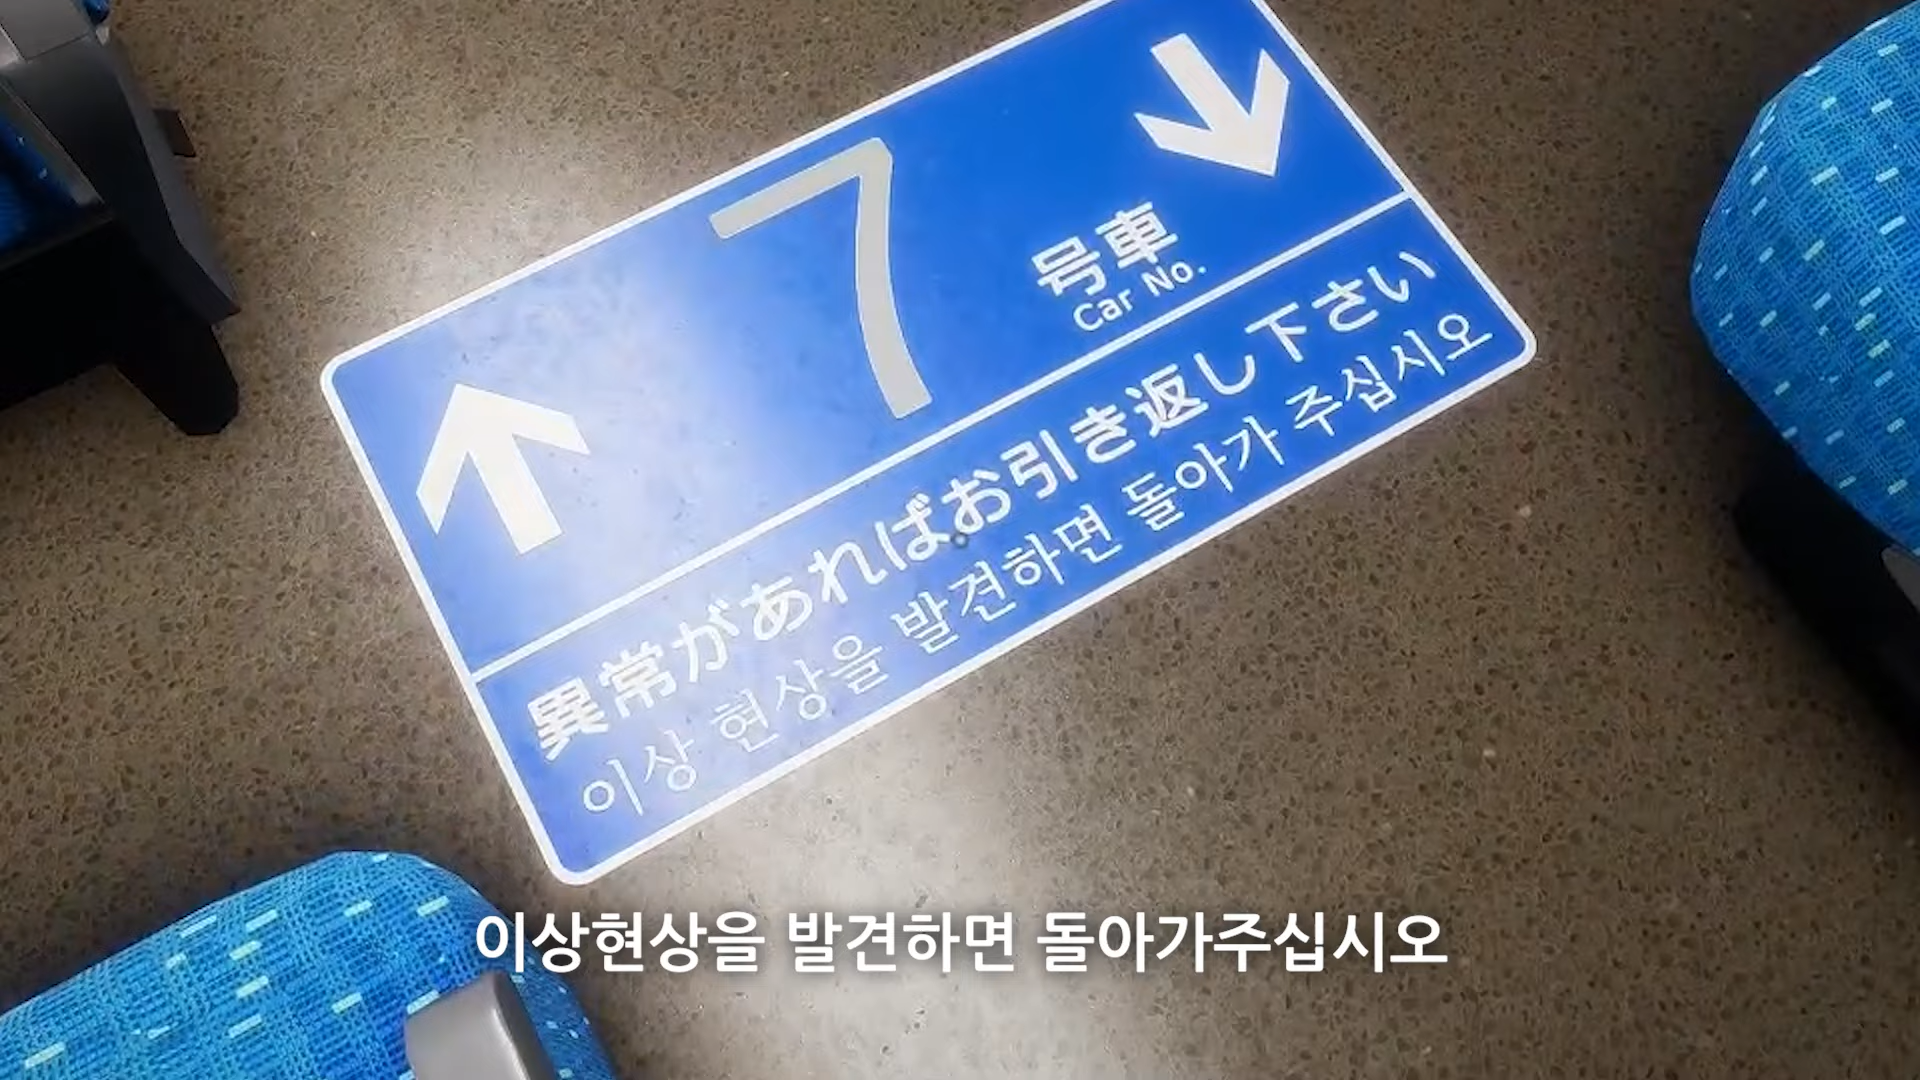 7
号車
Car No.
異常があればお引き返し下さい
이상 현상을 발견하면 돌아가 주십시오
이상현상을 발견하면 돌아가주십시오